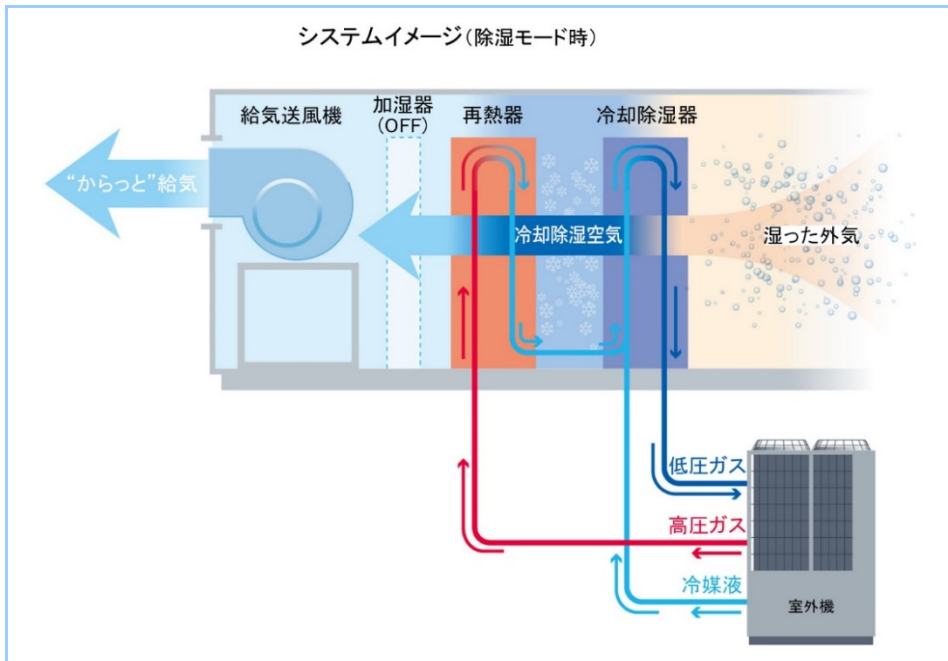 システムイメージ(除湿モード時)
給気送風機
加湿器
(OFF)
再熱器
冷却除湿器
“からっと”給気
冷却除湿空気
湿った外気
低圧ガス
高圧ガス
冷媒液
室外機